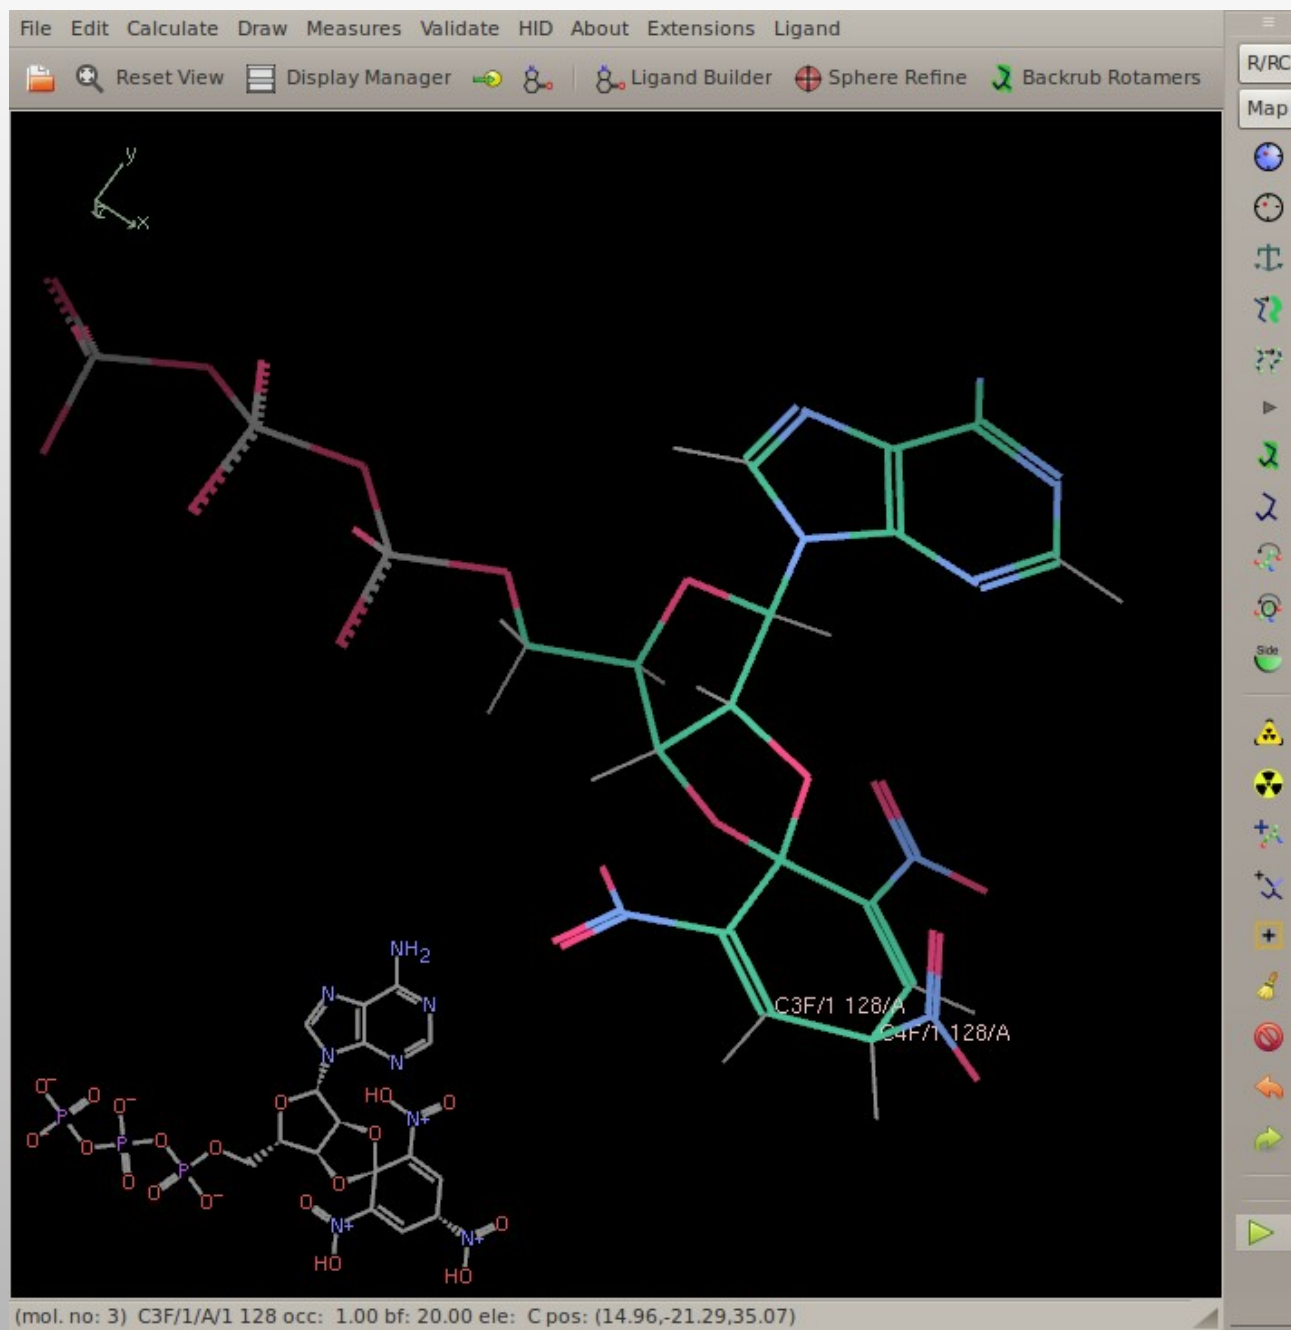 File Edit Calculate Draw Measures Validate HID About Extensions Ligand
Reset View Display Manager Ligand Builder Sphere Refine Backrub Rotamers
R/RC
Map
y
x
Side
C3F/1 128/A
C4F/1 128/A
NH2
N N
N N
O- O O- HO O
P O N+
O- O P O P O O O
O O O- O
O N+ O
HO N+
HO
(mol. no: 3) C3F/1/A/1 128 occ: 1.00 bf: 20.00 ele: C pos: (14.96,-21.29,35.07)